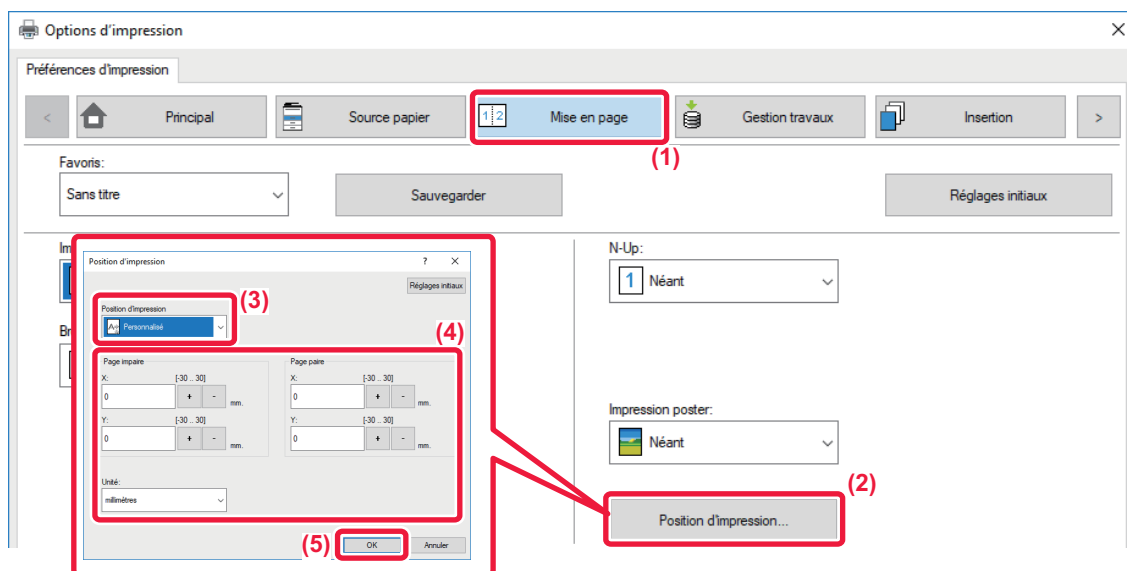 Options d'impression
Préférences d'impression
< Principal Source papier 1 2 Mise en page Gestion travaux Insertion >
(1)
Favoris:
Sans titre Sauvegarder Réglages initiaux
N-Up:
1 Néant
Impression poster:
Néant
(2)
Position d'impression...
Position d'impression ? ×
Réglages initiaux
(3)
Position d'impression
Personnalisé
(4)
Page impaire Page paire
X: [-30 .. 30] X: [-30 .. 30]
0 + - mm. 0 + - mm.
Y: [-30 .. 30] Y: [-30 .. 30]
0 + - mm. 0 + - mm.
Unité:
millimètres
(5) OK Annuler